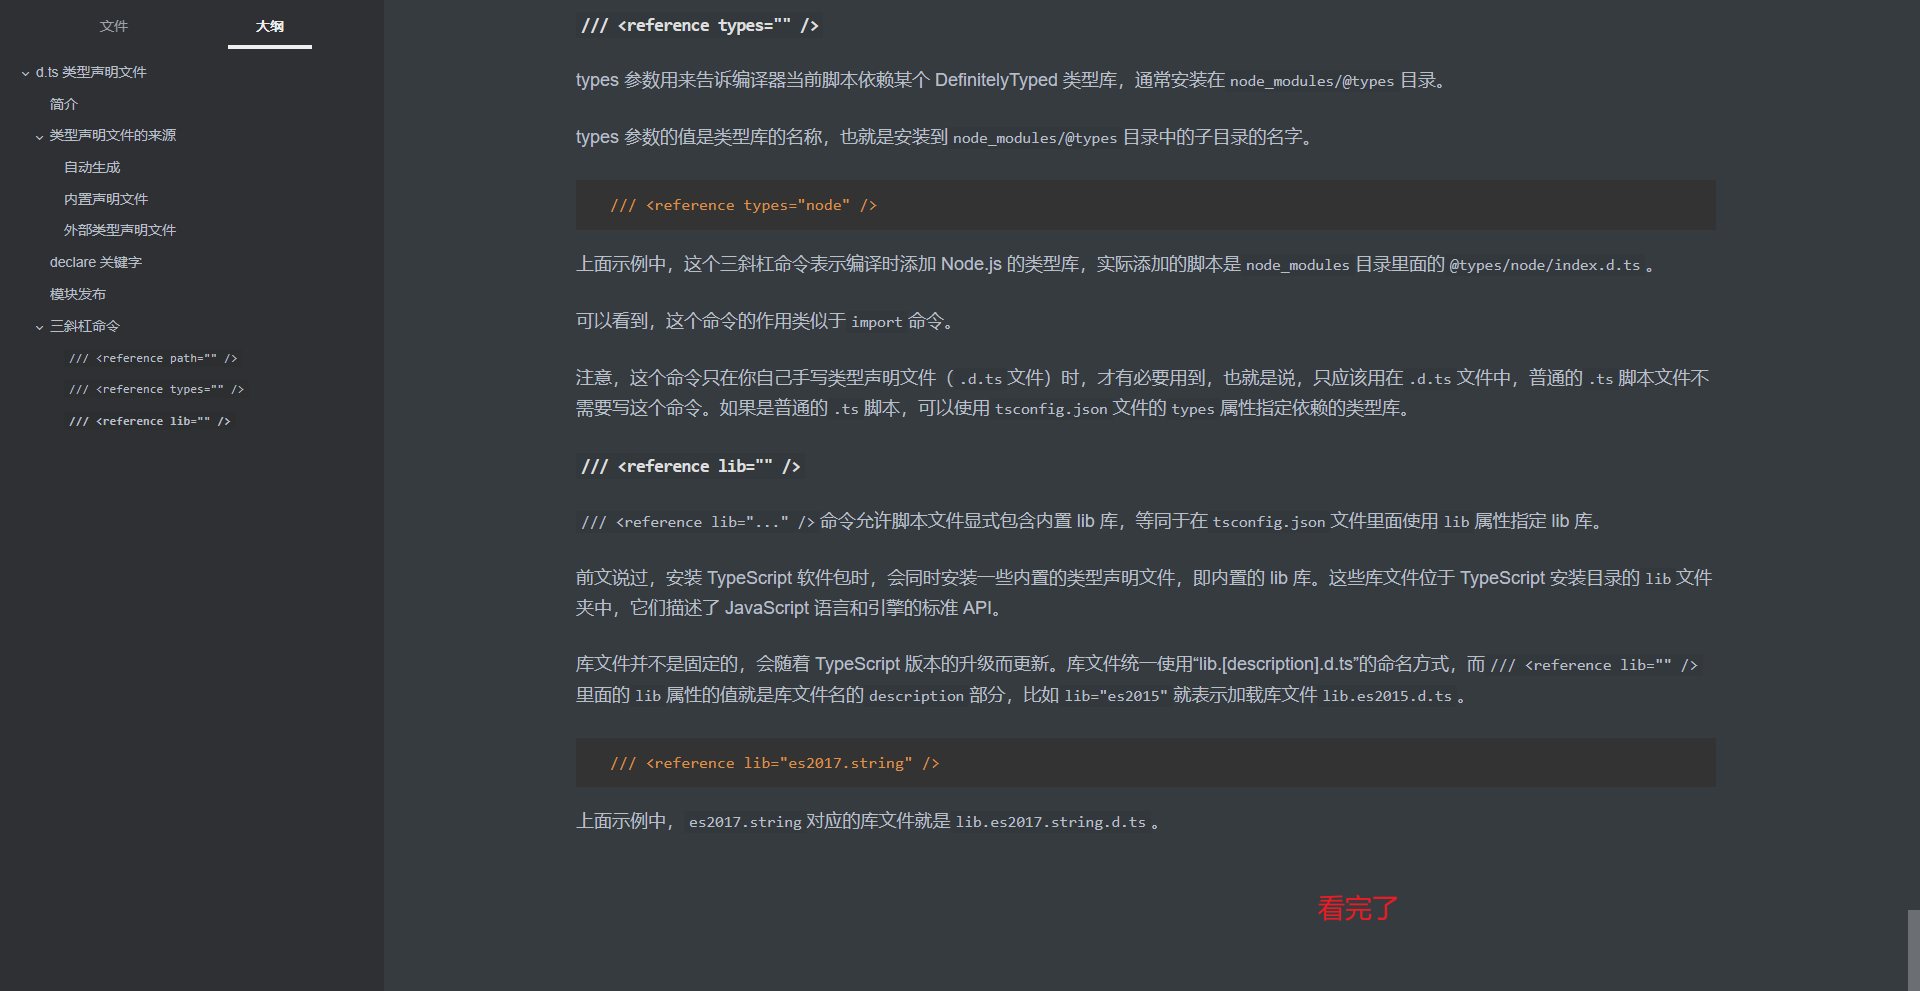 文件
大纲
d.ts 类型声明文件
简介
类型声明文件的来源
自动生成
内置声明文件
外部类型声明文件
declare 关键字
模块发布
三斜杠命令
/// <reference path="" />
/// <reference types="" />
/// <reference lib="" />
/// <reference types="" />
types 参数用来告诉编译器当前脚本依赖某个 DefinitelyTyped 类型库，通常安装在 node_modules/@types 目录。
types 参数的值是类型库的名称，也就是安装到 node_modules/@types 目录中的子目录的名字。
/// <reference types="node" />
上面示例中，这个三斜杠命令表示编译时添加 Node.js 的类型库，实际添加的脚本是 node_modules 目录里面的 @types/node/index.d.ts 。
可以看到，这个命令的作用类似于 import 命令。
注意，这个命令只在你自己手写类型声明文件（ .d.ts 文件）时，才有必要用到，也就是说，只应该用在 .d.ts 文件中，普通的 .ts 脚本文件不
需要写这个命令。如果是普通的 .ts 脚本，可以使用 tsconfig.json 文件的 types 属性指定依赖的类型库。
/// <reference lib="" />
/// <reference lib="..." /> 命令允许脚本文件显式包含内置 lib 库，等同于在 tsconfig.json 文件里面使用 lib 属性指定 lib 库。
前文说过，安装 TypeScript 软件包时，会同时安装一些内置的类型声明文件，即内置的 lib 库。这些库文件位于 TypeScript 安装目录的 lib 文件
夹中，它们描述了 JavaScript 语言和引擎的标准 API。
库文件并不是固定的，会随着 TypeScript 版本的升级而更新。库文件统一使用“lib.[description].d.ts”的命名方式，而 /// <reference lib="" />
里面的 lib 属性的值就是库文件名的 description 部分，比如 lib="es2015" 就表示加载库文件 lib.es2015.d.ts 。
/// <reference lib="es2017.string" />
上面示例中， es2017.string 对应的库文件就是 lib.es2017.string.d.ts 。
看完了